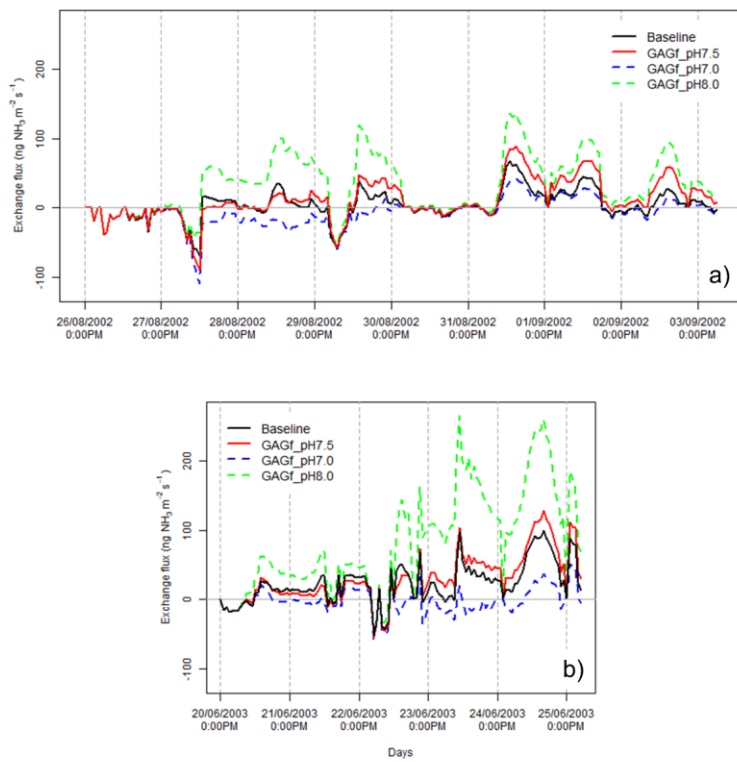 Baseline
GAGf_pH7.5
GAGf_pH7.0
GAGf_pH8.0
Exchange flux (ng NH₃ m⁻² s⁻¹)
200
100
0
-100
a)
26/08/2002 27/08/2002 28/08/2002 29/08/2002 30/08/2002 31/08/2002 01/09/2002 02/09/2002 03/09/2002
0:00PM 0:00PM 0:00PM 0:00PM 0:00PM 0:00PM 0:00PM 0:00PM 0:00PM
Baseline
GAGf_pH7.5
GAGf_pH7.0
GAGf_pH8.0
Exchange flux (ng NH₃ m⁻² s⁻¹)
200
100
0
-100
b)
20/06/2003 21/06/2003 22/06/2003 23/06/2003 24/06/2003 25/06/2003
0:00PM 0:00PM 0:00PM 0:00PM 0:00PM 0:00PM
Days